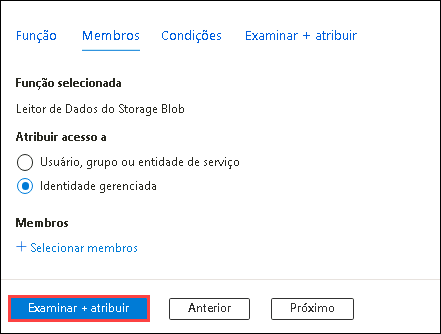 Função Membros Condições Examinar + atribuir
Função selecionada
Leitor de Dados do Storage Blob
Atribuir acesso a
Usuário, grupo ou entidade de serviço
Identidade gerenciada
Membros
+ Selecionar membros
Examinar + atribuir Anterior Próximo